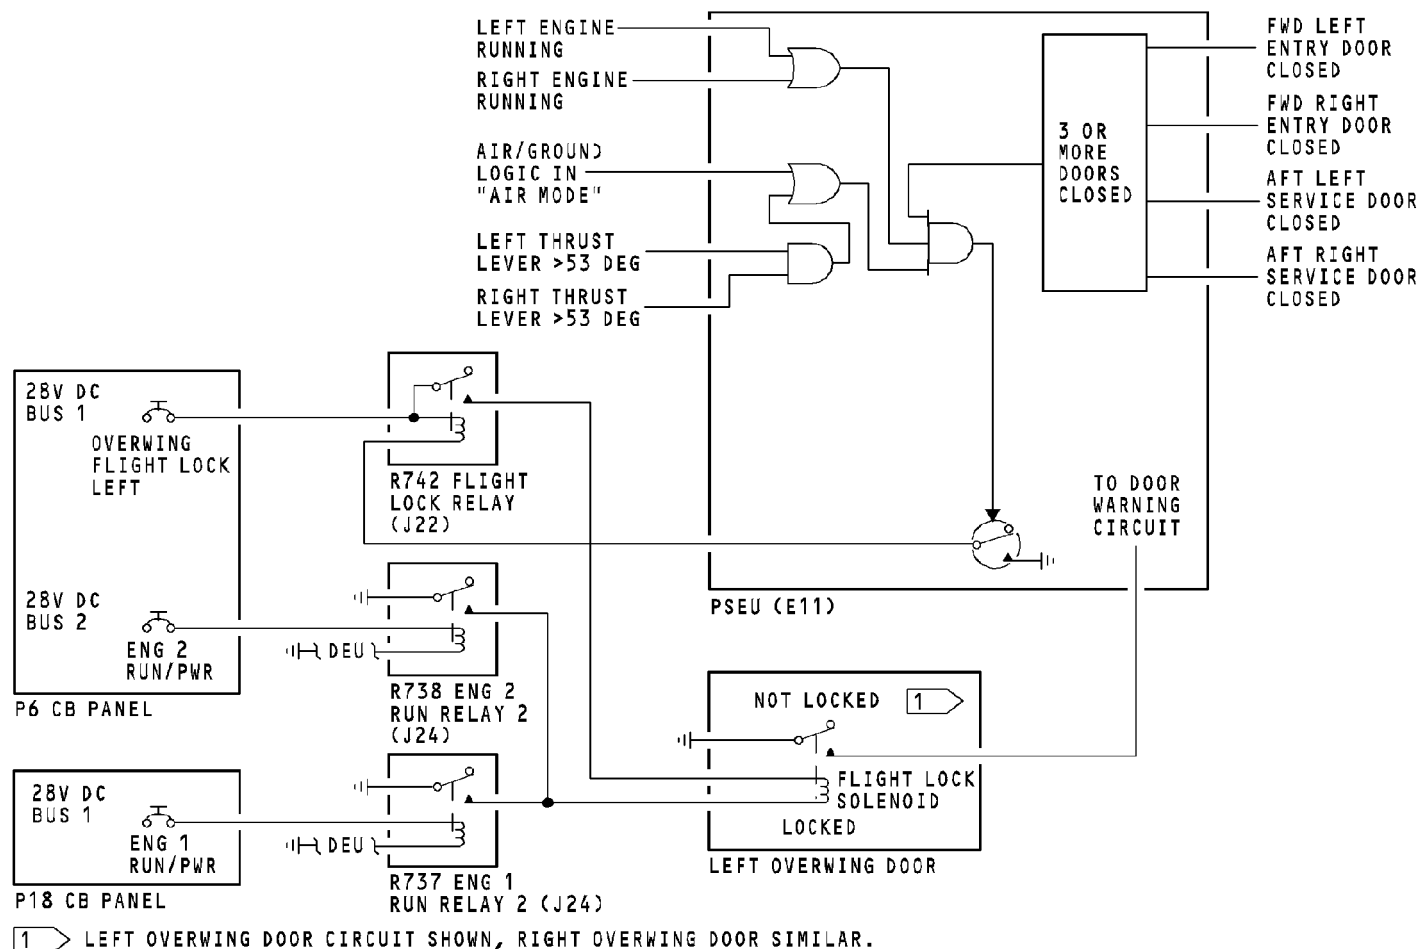 LEFT ENGINE
RUNNING
RIGHT ENGINE
RUNNING
AIR/GROUND
LOGIC IN
"AIR MODE"
LEFT THRUST
LEVER >53 DEG
RIGHT THRUST
LEVER >53 DEG
3 OR
MORE
DOORS
CLOSED
FWD LEFT
ENTRY DOOR
CLOSED
FWD RIGHT
ENTRY DOOR
CLOSED
AFT LEFT
SERVICE DOOR
CLOSED
AFT RIGHT
SERVICE DOOR
CLOSED
28V DC
BUS 1
OVERWING
FLIGHT LOCK
LEFT
28V DC
BUS 2
ENG 2
RUN/PWR
P6 CB PANEL
R742 FLIGHT
LOCK RELAY
(J22)
DEU
R738 ENG 2
RUN RELAY 2
(J24)
TO DOOR
WARNING
CIRCUIT
PSEU (E11)
28V DC
BUS 1
ENG 1
RUN/PWR
P18 CB PANEL
DEU
R737 ENG 1
RUN RELAY 2 (J24)
NOT LOCKED
1
FLIGHT LOCK
SOLENOID
LOCKED
LEFT OVERWING DOOR
1 LEFT OVERWING DOOR CIRCUIT SHOWN, RIGHT OVERWING DOOR SIMILAR.